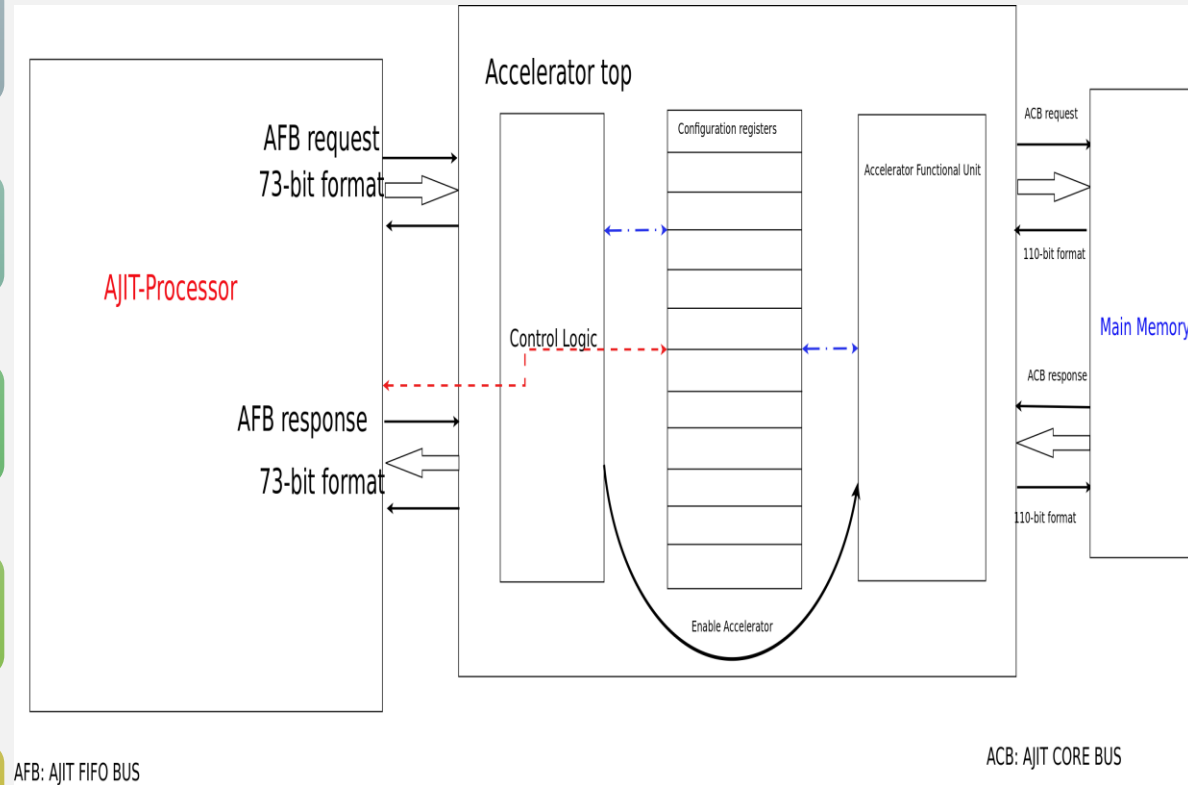 Accelerator top
AFB request
73-bit format
AJIT-Processor
AFB response
73-bit format
Control Logic
Configuration registers
Accelerator Functional Unit
Enable Accelerator
ACB request
110-bit format
Main Memory
ACB response
110-bit format
AFB: AJIT FIFO BUS
ACB: AJIT CORE BUS